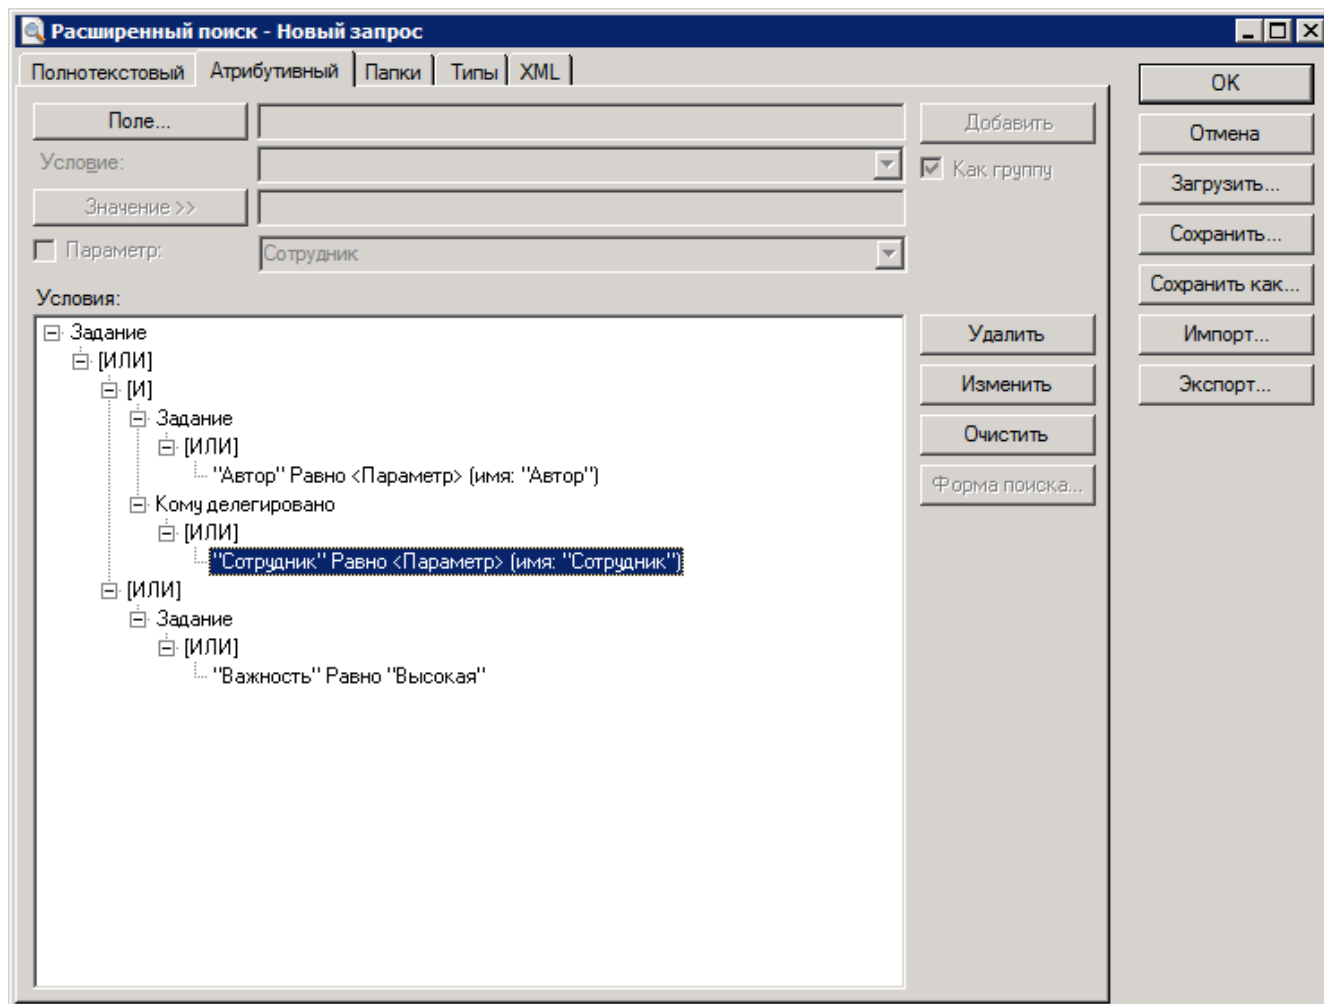 Расширенный поиск - Новый запрос
Полнотекстовый Атрибутивный Папки Типы XML
Поле... Добавить
Условие: Как группу
Значение >>
Параметр: Сотрудник
Условия:
Задание
[ИЛИ]
[И]
Задание
[ИЛИ]
"Автор" Равно <Параметр> (имя: "Автор")
Кому делегировано
[ИЛИ]
"Сотрудник" Равно <Параметр> (имя: "Сотрудник")
[ИЛИ]
Задание
[ИЛИ]
"Важность" Равно "Высокая"
Удалить
Изменить
Очистить
Форма поиска...
OK
Отмена
Загрузить...
Сохранить...
Сохранить как...
Импорт...
Экспорт...